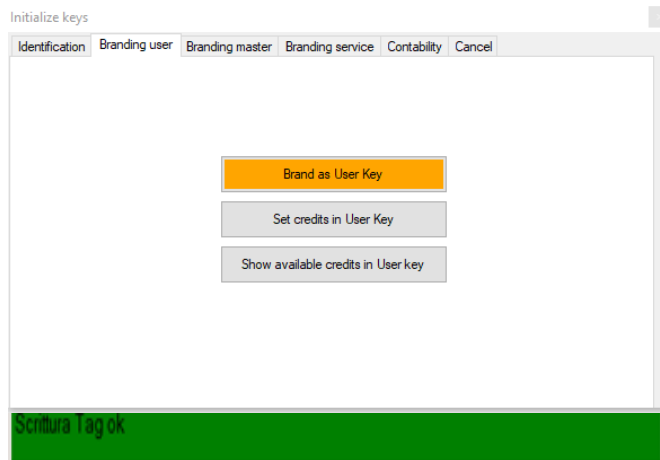 Initialize keys
Identification Branding user Branding master Branding service Contability Cancel
Brand as User Key
Set credits in User Key
Show available credits in User key
Scrittura Tag ok